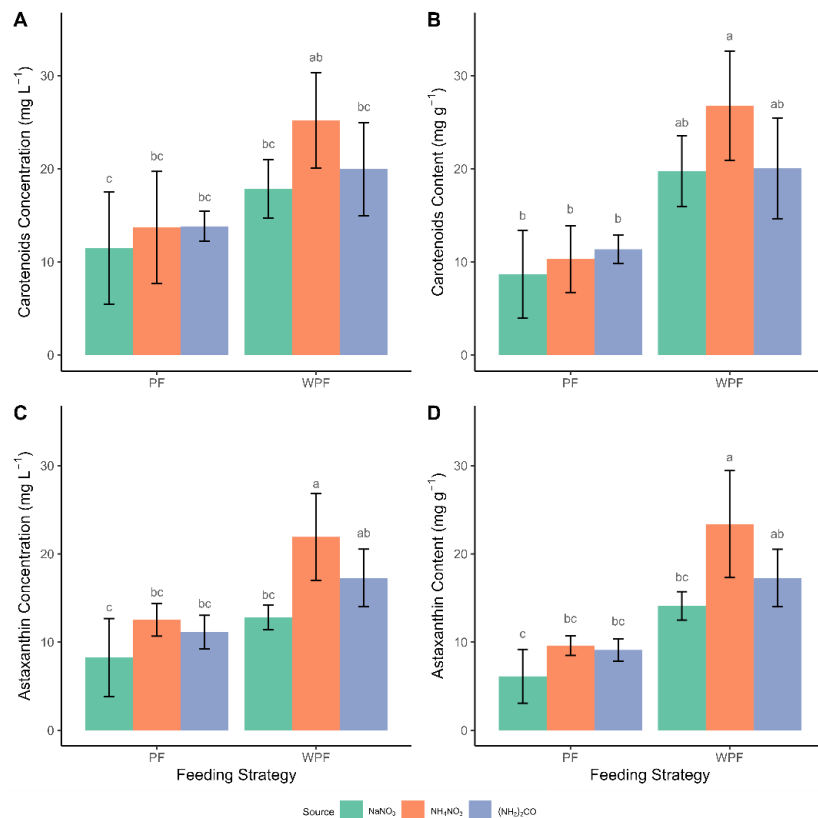 A
Carotenoids Concentration (mg L⁻¹)
30
20
10
0
c
bc
bc
bc
ab
bc
PF
WPF
B
Carotenoids Content (mg g⁻¹)
30
20
10
0
b
b
b
ab
a
ab
PF
WPF
C
Astaxanthin Concentration (mg L⁻¹)
30
20
10
0
c
bc
bc
bc
a
ab
PF
WPF
Feeding Strategy
D
Astaxanthin Content (mg g⁻¹)
30
20
10
0
c
bc
bc
bc
a
ab
PF
WPF
Feeding Strategy
Source NaNO₃ NH₄NO₃ (NH₂)₂CO